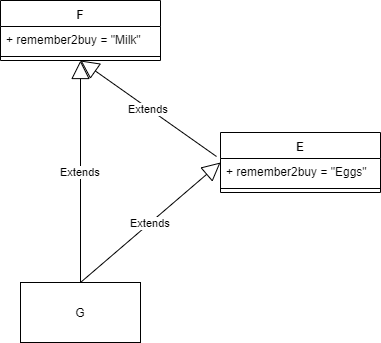 F
+ remember2buy = "Milk"
Extends
E
+ remember2buy = "Eggs"
Extends
Extends
G